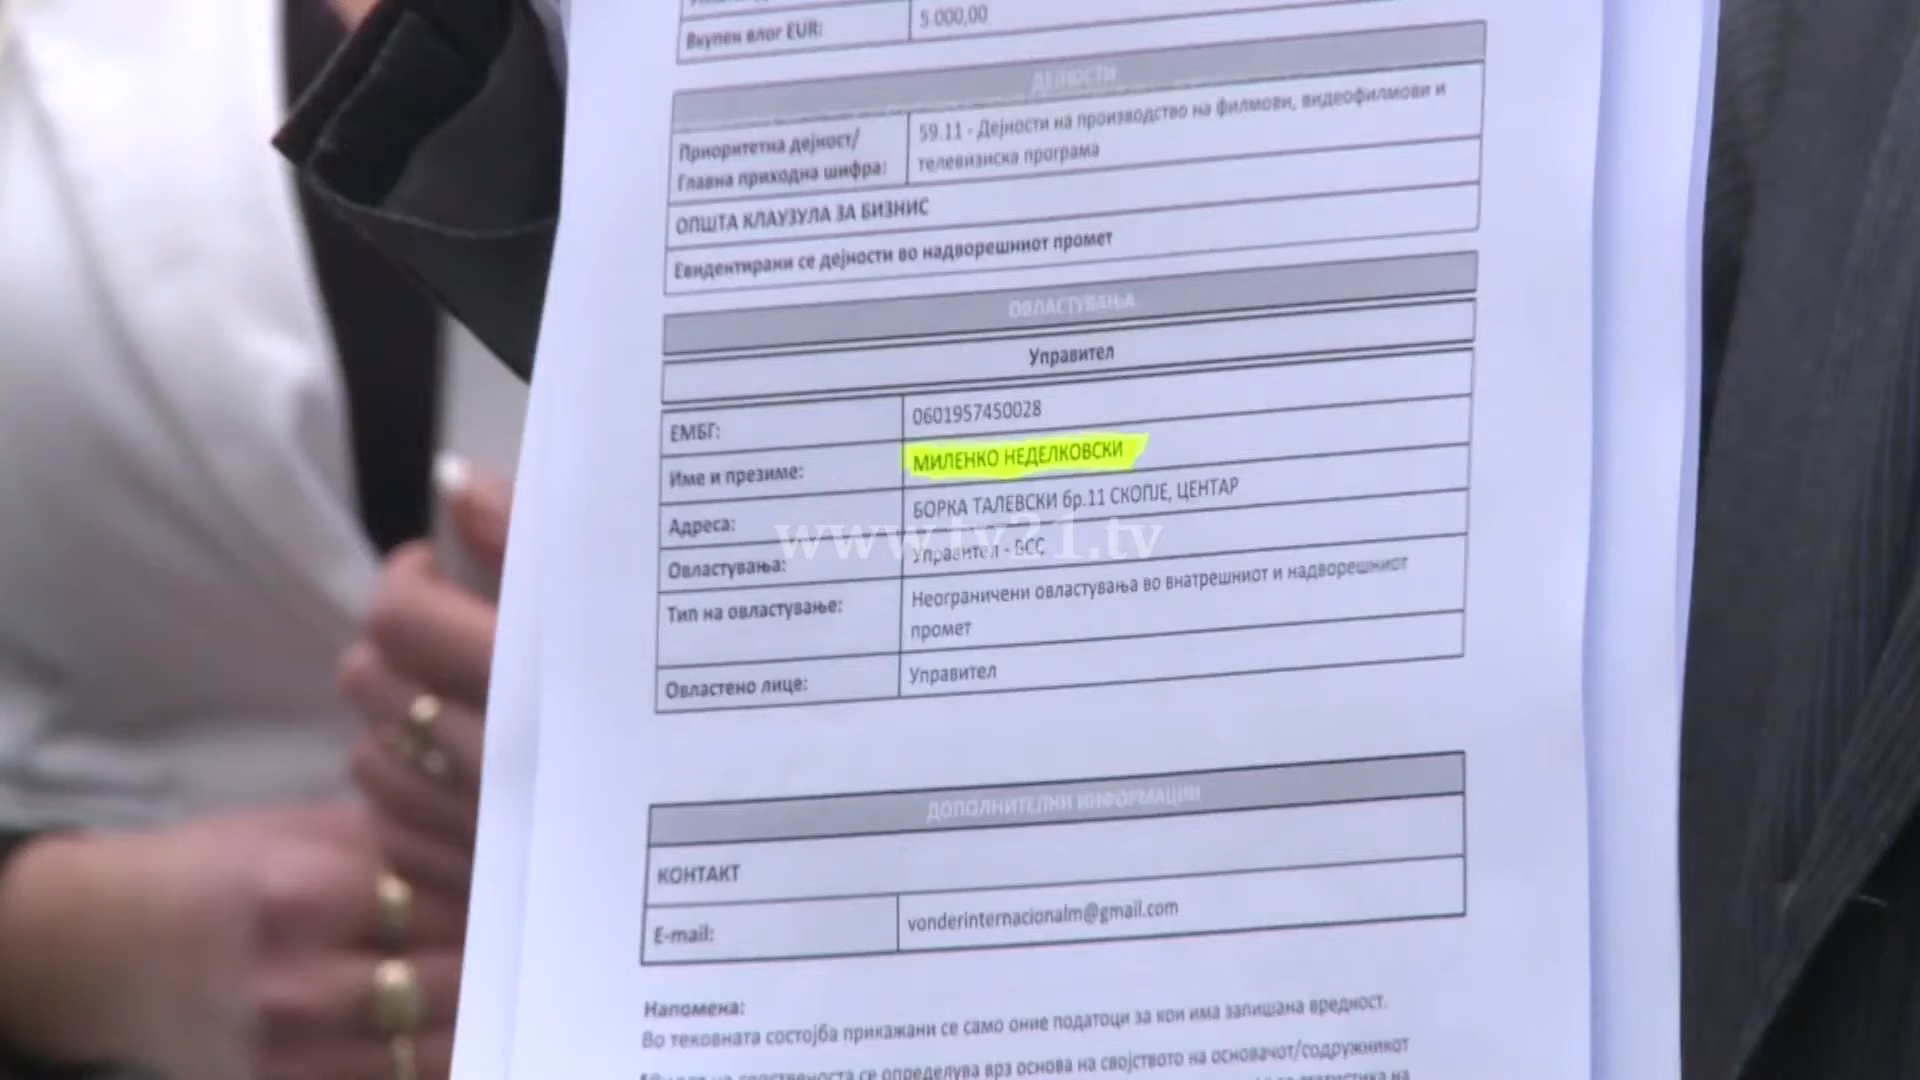 Вкупен влог EUR: 5.000,00
ДЕЈНОСТИ
Приоритетна дејност/
Главна приходна шифра:
59.11 - Дејности на производство на филмови, видеофилмови и
телевизиска програма
ОПШТА КЛАУЗУЛА ЗА БИЗНИС
Евидентирани се дејности во надворешниот промет
ОВЛАСТУВАЊА
Управител
ЕМБГ: 0601957450028
Име и презиме: МИЛЕНКО НЕДЕЛКОВСКИ
Адреса: БОРКА ТАЛЕВСКИ бр.11 СКОПЈЕ, ЦЕНТАР
www.tv21.tv
Овластувања: Управител - ВСС
Тип на овластување: Неограничени овластувања во внатрешниот и надворешниот
промет
Овластено лице: Управител
ДОПОЛНИТЕЛНИ ИНФОРМАЦИИ
КОНТАКТ
E-mail: vonderinternacionalm@gmail.com
Напомена:
Во тековната состојба прикажани се само оние податоци за кои има запишана вредност.
се определува врз основа на својството на основачот/содружникот